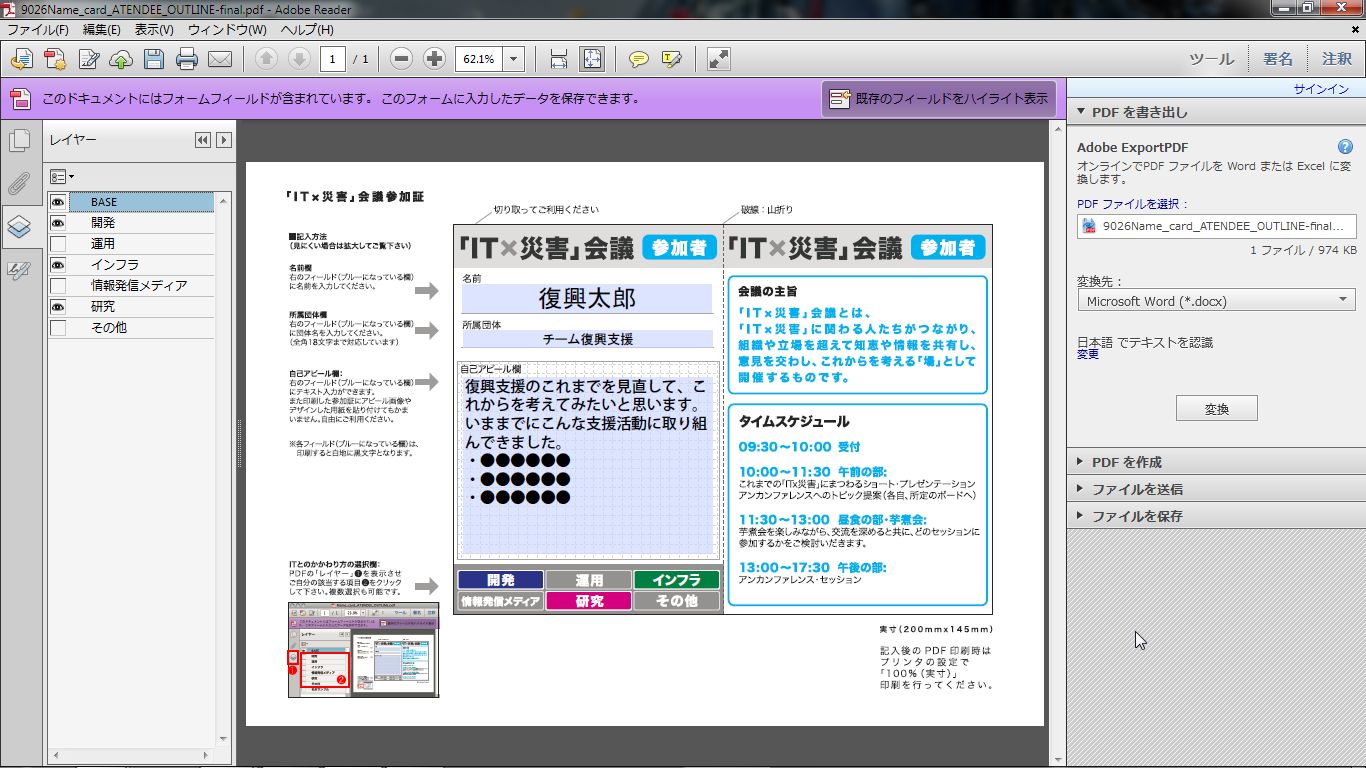 9026Name_card_ATENDEE_OUTLINE-final.pdf - Adobe Reader
ファイル(F) 編集(E) 表示(V) ウィンドウ(W) ヘルプ(H)
1 / 1 62.1% ツール 署名 注釈
このドキュメントにはフォームフィールドが含まれています。 このフォームに入力したデータを保存できます。
既存のフィールドをハイライト表示
レイヤー
BASE
開発
運用
インフラ
情報発信メディア
研究
その他
「IT×災害」会議参加証
■記入方法
(見にくい場合は拡大してご覧下さい)
名前欄
右のフィールド(ブルーになっている欄)
に名前を入力してください。
所属団体欄
右のフィールド(ブルーになっている欄)
に団体名を入力してください。
(全角18文字まで対応しています)
自己アピール欄:
右のフィールド(ブルーになっている欄)
にテキスト入力ができます。
また印刷した参加証にアピール画像や
デザインした用紙を貼り付けてもかま
いません。自由にご利用ください。
※各フィールド(ブルーになっている欄)は、
印刷すると白地に黒文字となります。
ITとのかかわり方の選択欄:
PDFの「レイヤー」❶を表示させ
ご自分の該当する項目❷をクリック
して下さい。複数選択も可能です。
切り取ってご利用ください
破線:山折り
「IT×災害」会議 参加者
名前
復興太郎
所属団体
チーム復興支援
自己アピール欄
復興支援のこれまでを見直して、こ
れからを考えてみたいと思います。
いままでにこんな支援活動に取り組
んできました。
・●●●●●●
・●●●●●●
・●●●●●●
開発 運用 インフラ
情報発信メディア 研究 その他
「IT×災害」会議 参加者
会議の主旨
「IT×災害」会議とは、
「IT×災害」に関わる人たちがつながり、
組織や立場を超えて知恵や情報を共有し、
意見を交わし、これからを考える「場」として
開催するものです。
タイムスケジュール
09:30〜10:00 受付
10:00〜11:30 午前の部:
これまでの「ITx災害」にまつわるショート・プレゼンテーション
アンカンファレンスへのトピック提案(各自、所定のボードへ)
11:30〜13:00 昼食の部・芋煮会:
芋煮会を楽しみながら、交流を深めると共に、どのセッションに
参加するかをご検討いだきます。
13:00〜17:30 午後の部:
アンカンファレンス・セッション
実寸(200mmx145mm)
記入後の PDF 印刷時は
プリンタの設定で
「100%(実寸)」
印刷を行ってください。
サインイン
PDF を書き出し
Adobe ExportPDF
オンラインでPDF ファイルを Word または Excel に変
換します。
PDF ファイルを選択 :
9026Name_card_ATENDEE_OUTLINE-final...
1 ファイル / 974 KB
変換先 :
Microsoft Word (*.docx)
日本語 でテキストを認識
変更
変換
PDF を作成
ファイルを送信
ファイルを保存